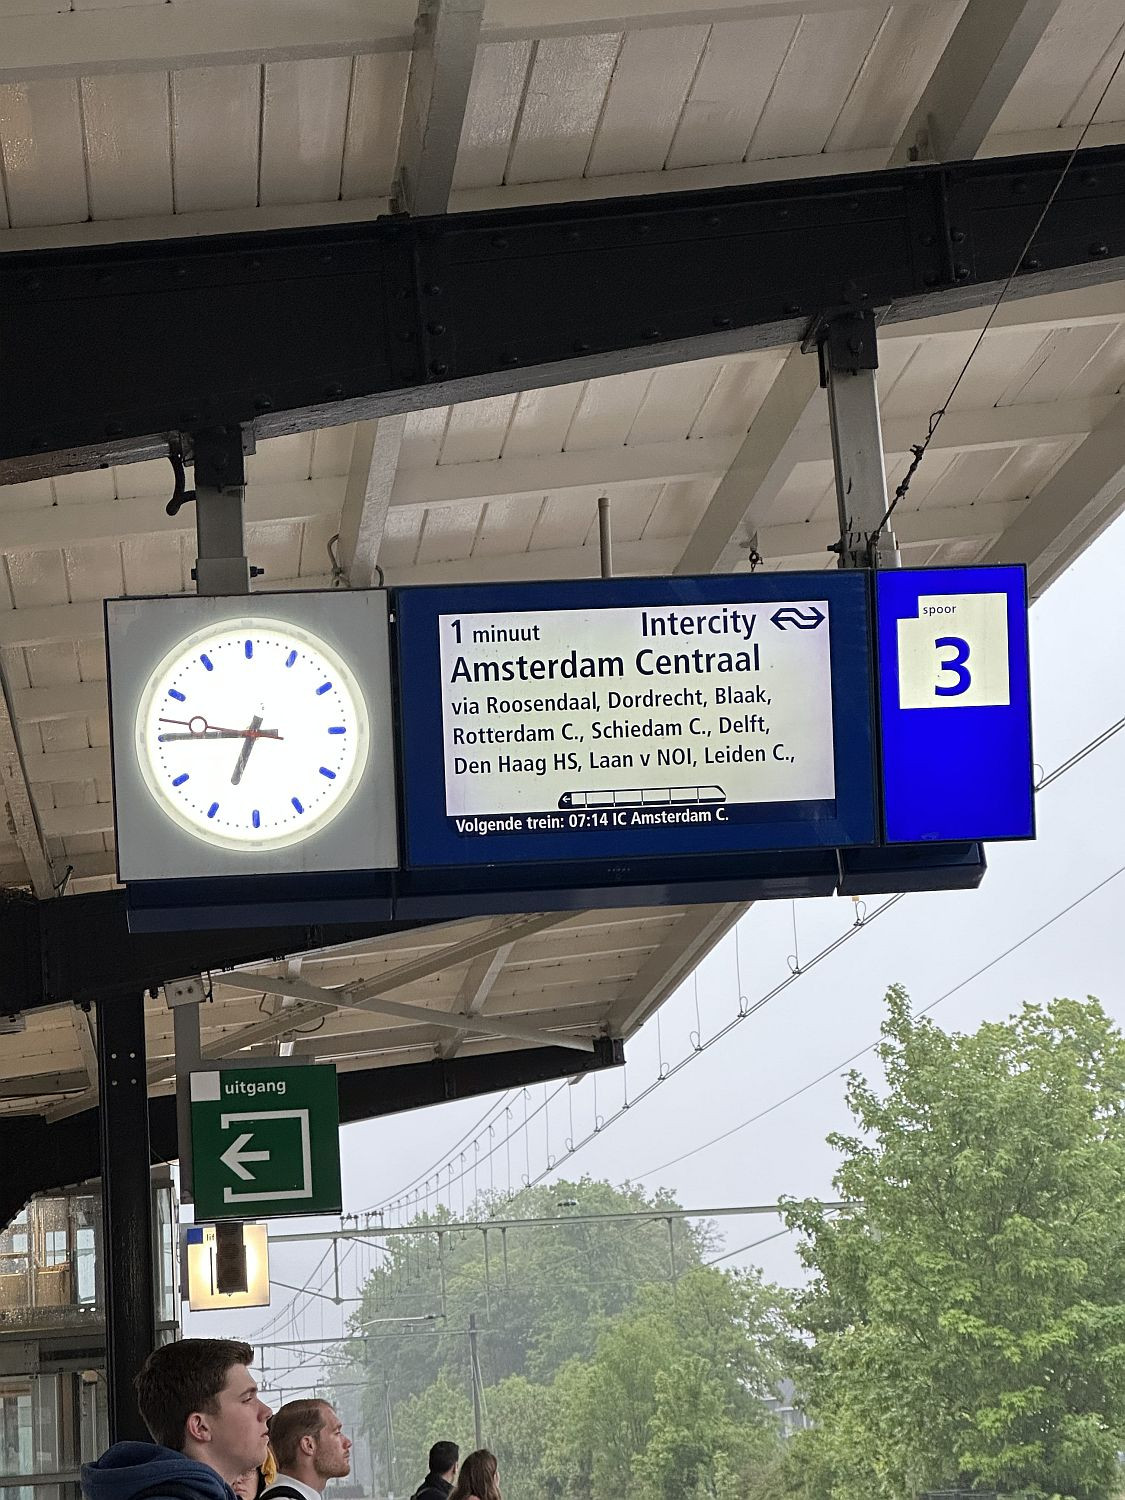 1 minuut Intercity
Amsterdam Centraal
via Roosendaal, Dordrecht, Blaak,
Rotterdam C., Schiedam C., Delft,
Den Haag HS, Laan v NOI, Leiden C.,
Volgende trein: 07:14 IC Amsterdam C.
spoor
3
uitgang